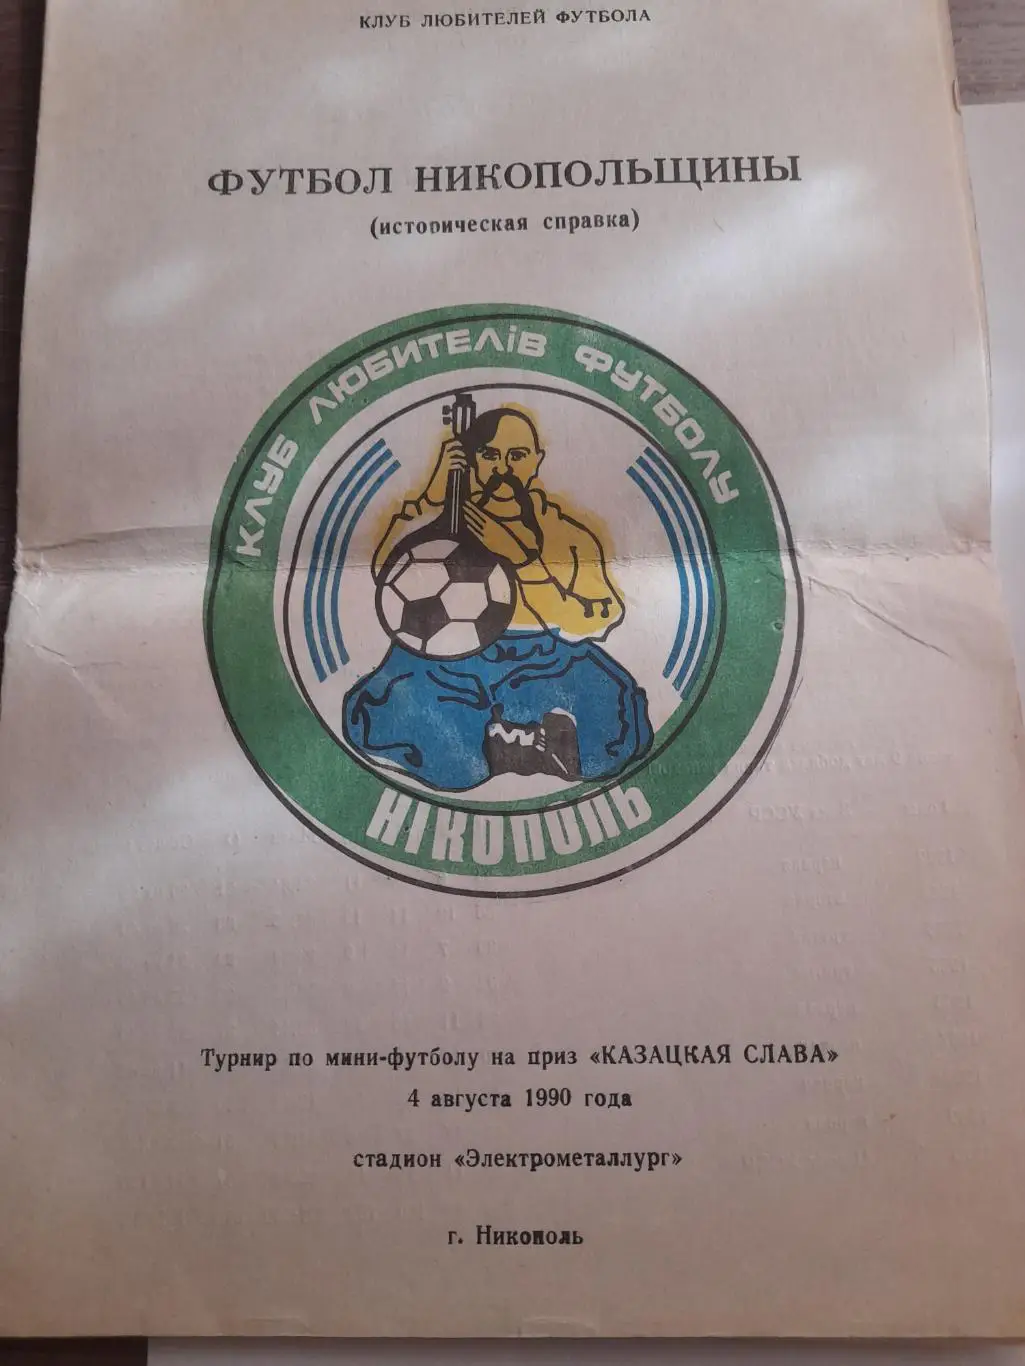 КЛУБ ЛЮБИТЕЛЕЙ ФУТБОЛА
ФУТБОЛ НИКОПОЛЬЩИНЫ
(историческая справка)
КЛУБ ЛЮБИТЕЛІВ ФУТБОЛУ
НІКОПОЛЬ
Турнир по мини-футболу на приз «КАЗАЦКАЯ СЛАВА»
4 августа 1990 года
стадион «Электрометаллург»
г. Никополь